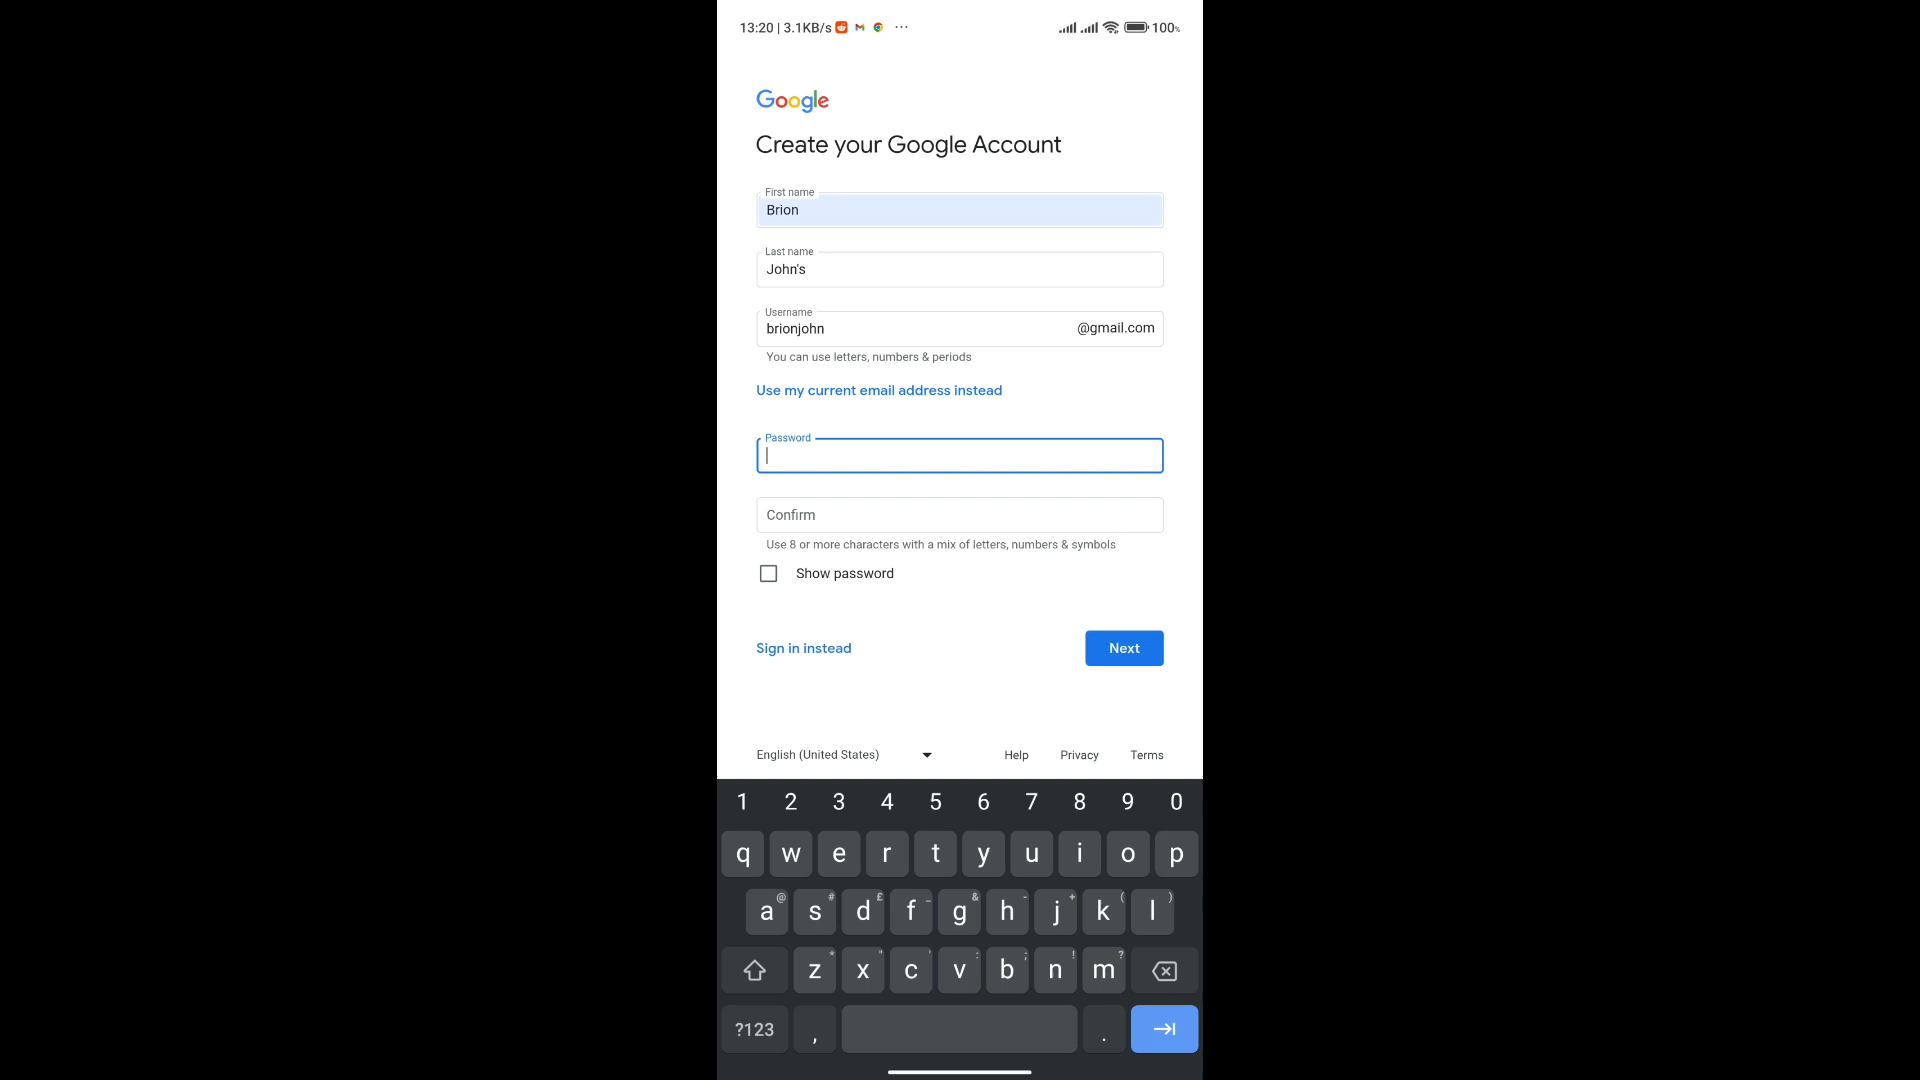 13:20 | 3.1KB/s ... 100%
Google
Create your Google Account
First name
Brion
Last name
John's
Username
brionjohn @gmail.com
You can use letters, numbers & periods
Use my current email address instead
Password
Confirm
Use 8 or more characters with a mix of letters, numbers & symbols
Show password
Sign in instead Next
English (United States) Help Privacy Terms
1 2 3 4 5 6 7 8 9 0
q w e r t y u i o p
@ # £ _ & - + ( )
a s d f g h j k l
* " ' : ; ! ?
z x c v b n m
?123 , .